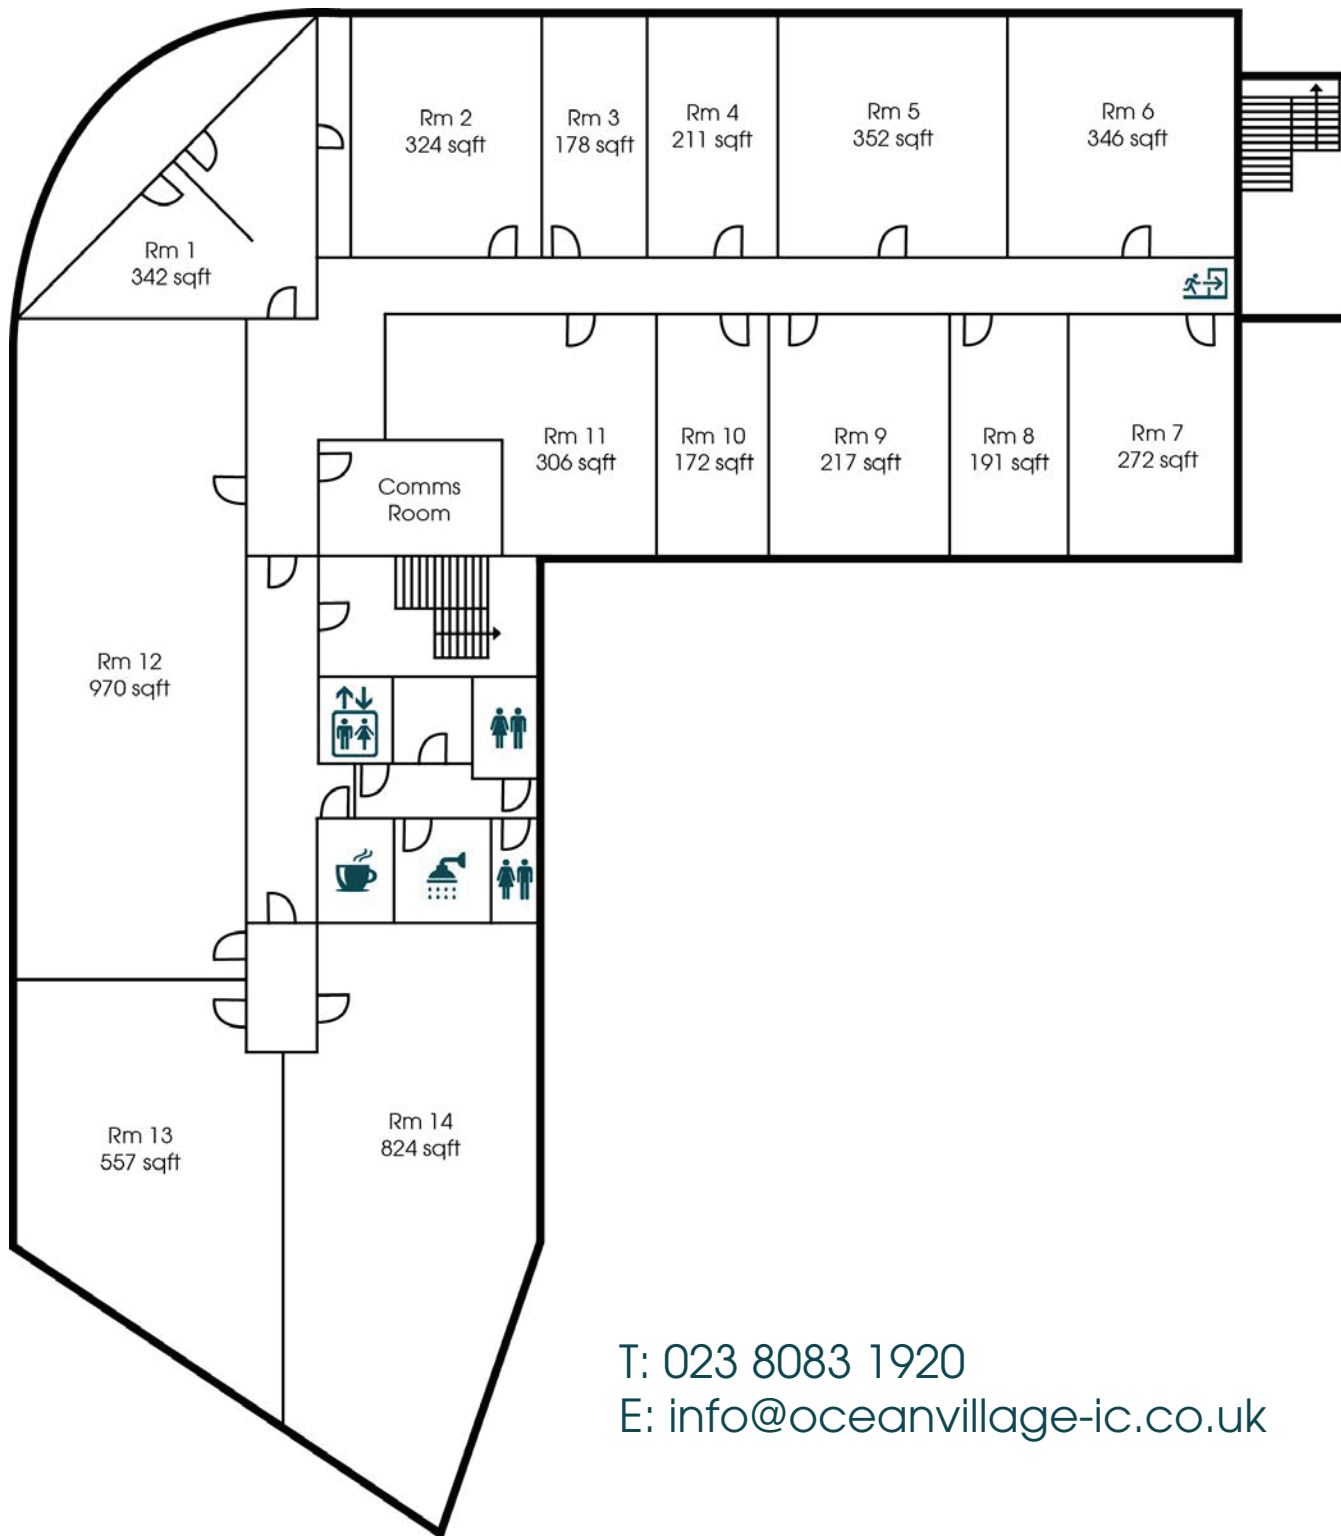 Rm 2
324 sqft
Rm 3
178 sqft
Rm 4
211 sqft
Rm 5
352 sqft
Rm 6
346 sqft
Rm 1
342 sqft
Rm 11
306 sqft
Rm 10
172 sqft
Rm 9
217 sqft
Rm 8
191 sqft
Rm 7
272 sqft
Comms
Room
Rm 12
970 sqft
Rm 13
557 sqft
Rm 14
824 sqft
T: 023 8083 1920
E: info@oceanvillage-ic.co.uk